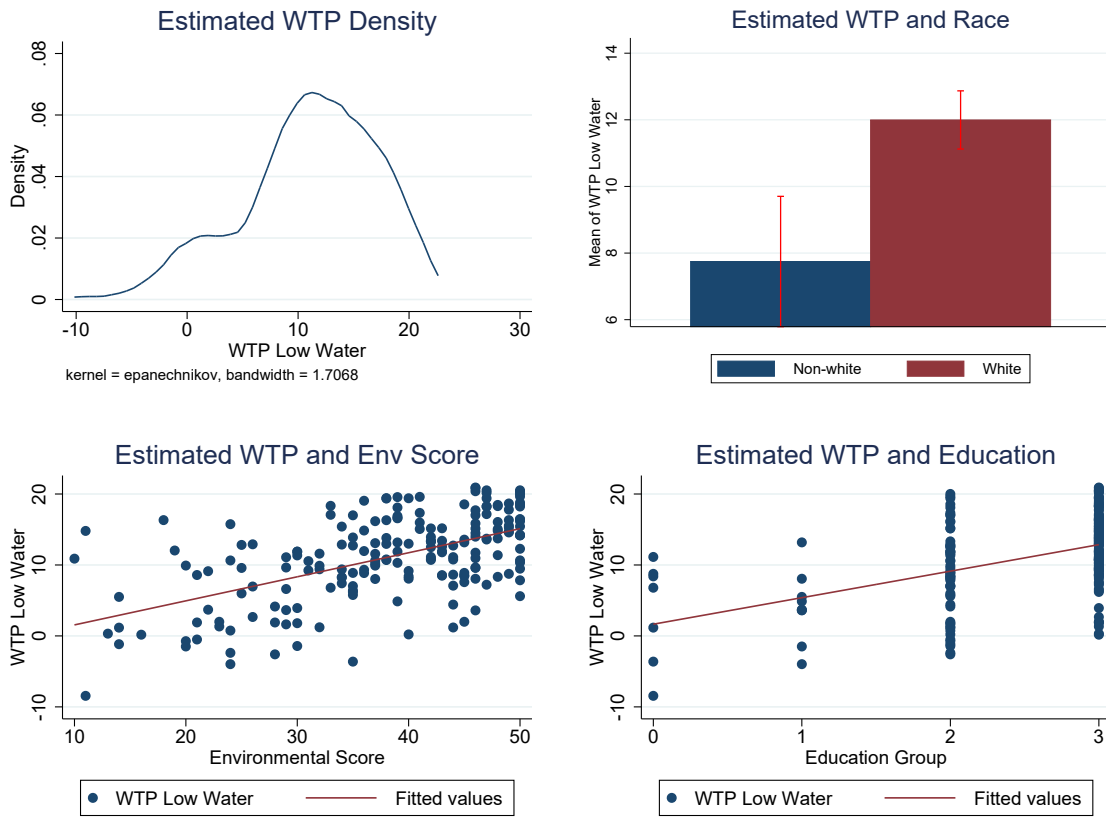 Estimated WTP Density
Density
.08
.06
.04
.02
0
-10 0 10 20 30
WTP Low Water
kernel = epanechnikov, bandwidth = 1.7068
Estimated WTP and Race
Mean of WTP Low Water
14
12
10
8
6
Non-white White
Estimated WTP and Env Score
WTP Low Water
20
10
0
-10
10 20 30 40 50
Environmental Score
WTP Low Water Fitted values
Estimated WTP and Education
WTP Low Water
20
10
0
-10
0 1 2 3
Education Group
WTP Low Water Fitted values